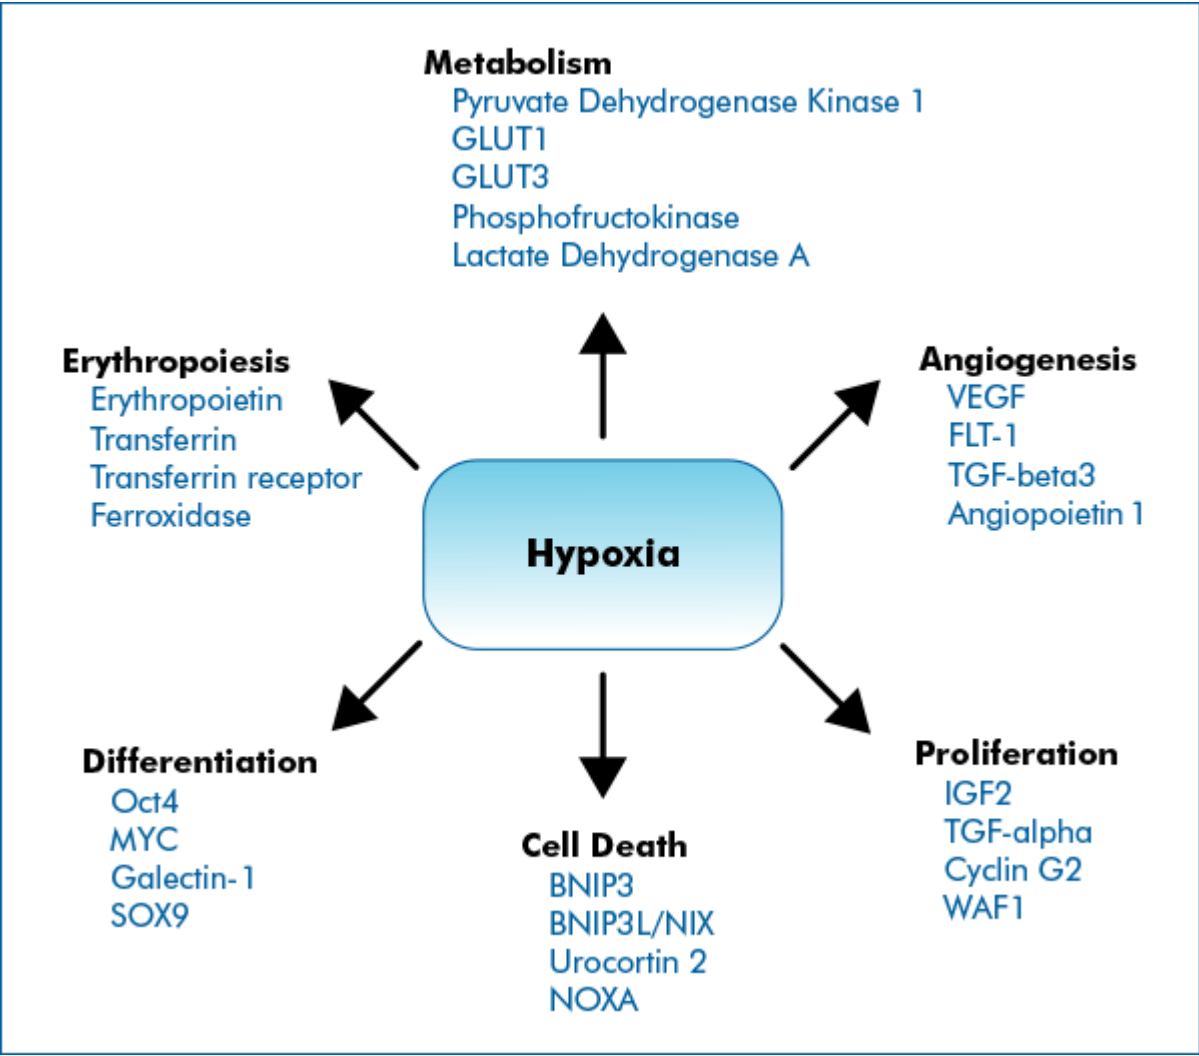 Metabolism
Pyruvate Dehydrogenase Kinase 1
GLUT1
GLUT3
Phosphofructokinase
Lactate Dehydrogenase A
Erythropoiesis
Erythropoietin
Transferrin
Transferrin receptor
Ferroxidase
Angiogenesis
VEGF
FLT-1
TGF-beta3
Angiopoietin 1
Hypoxia
Differentiation
Oct4
MYC
Galectin-1
SOX9
Cell Death
BNIP3
BNIP3L/NIX
Urocortin 2
NOXA
Proliferation
IGF2
TGF-alpha
Cyclin G2
WAF1